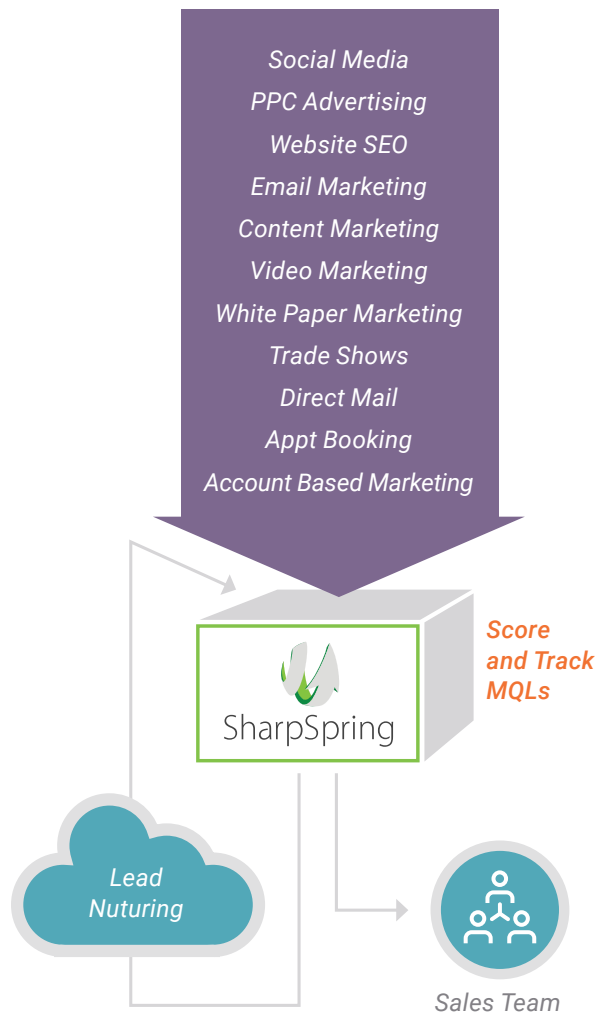 Social Media
PPC Advertising
Website SEO
Email Marketing
Content Marketing
Video Marketing
White Paper Marketing
Trade Shows
Direct Mail
Appt Booking
Account Based Marketing
Score
and Track
MQLs
SharpSpring
Lead
Nuturing
Sales Team